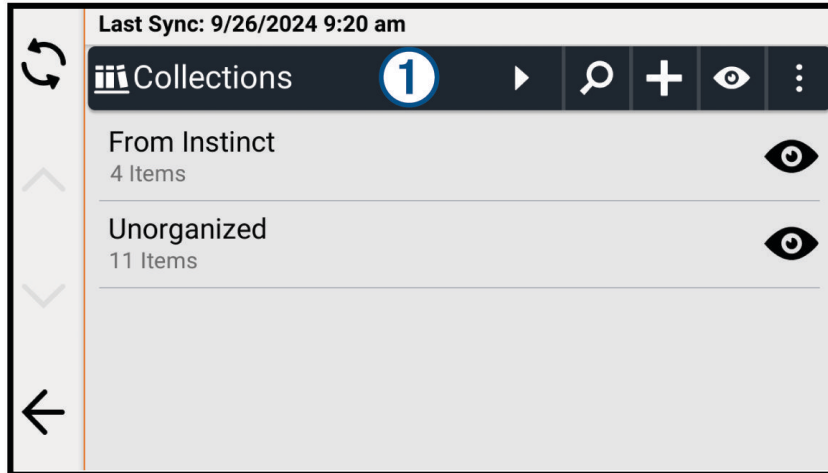 Last Sync: 9/26/2024 9:20 am
Collections 1
From Instinct
4 Items
Unorganized
11 Items